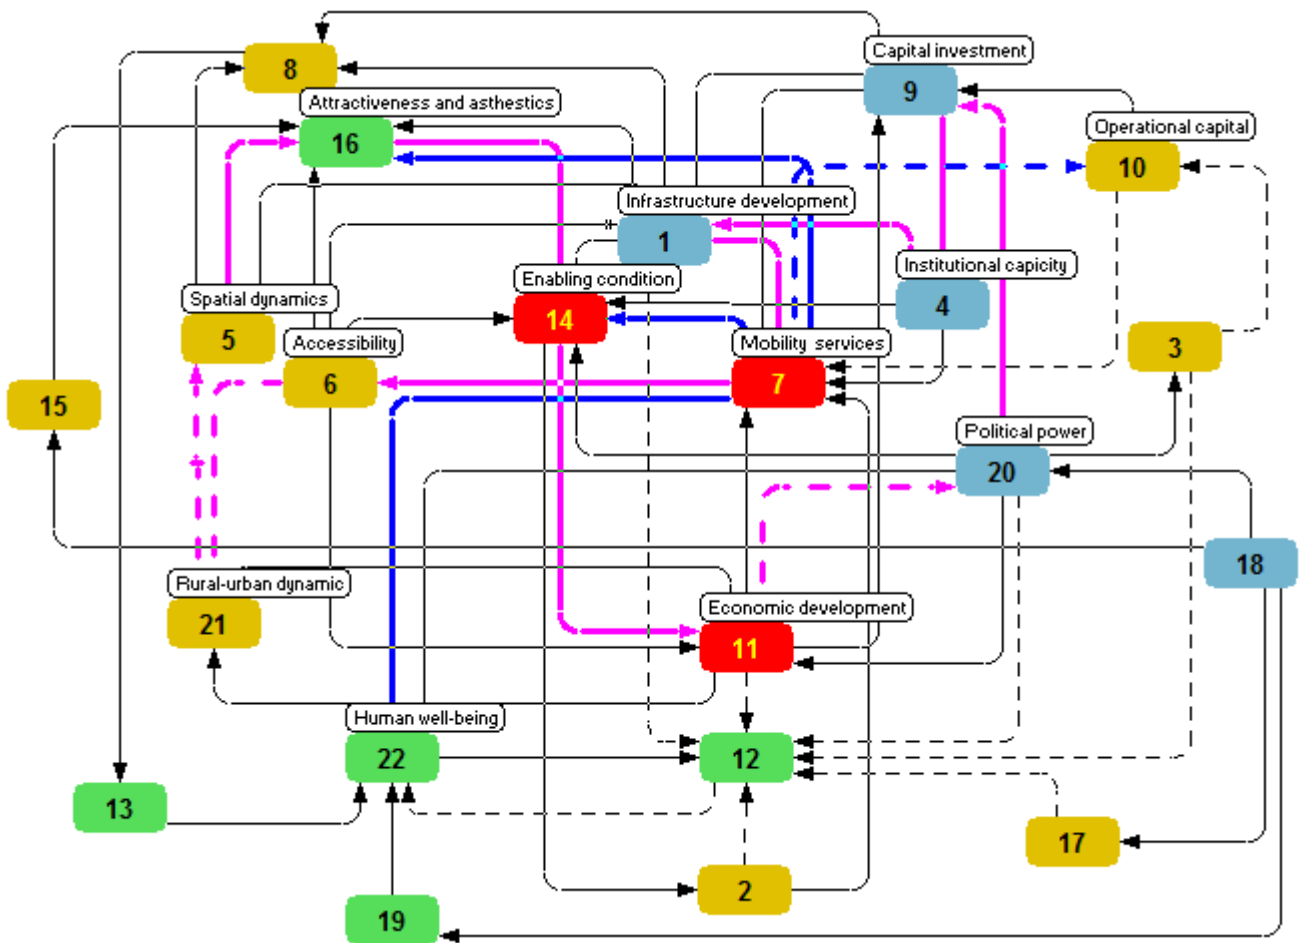 Capital investment
8
9
Attractiveness and asthestics
Operational capital
16
10
Infrastructure development
1
Institutional capicity
Enabling condition
Spatial dynamics
4
14
5
Accessibility
Mobility services
3
6
7
15
Political power
20
18
Rural-urban dynamic
Economic development
21
11
Human well-being
22
12
13
17
2
19